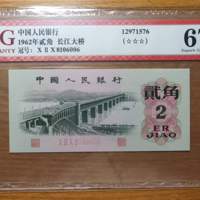 G
中国人民银行
1962年贰角 长江大桥
冠号: X II X 8106006
12971576
(☆☆☆)
67
中国人民银行
贰角
2
ER
JIAO